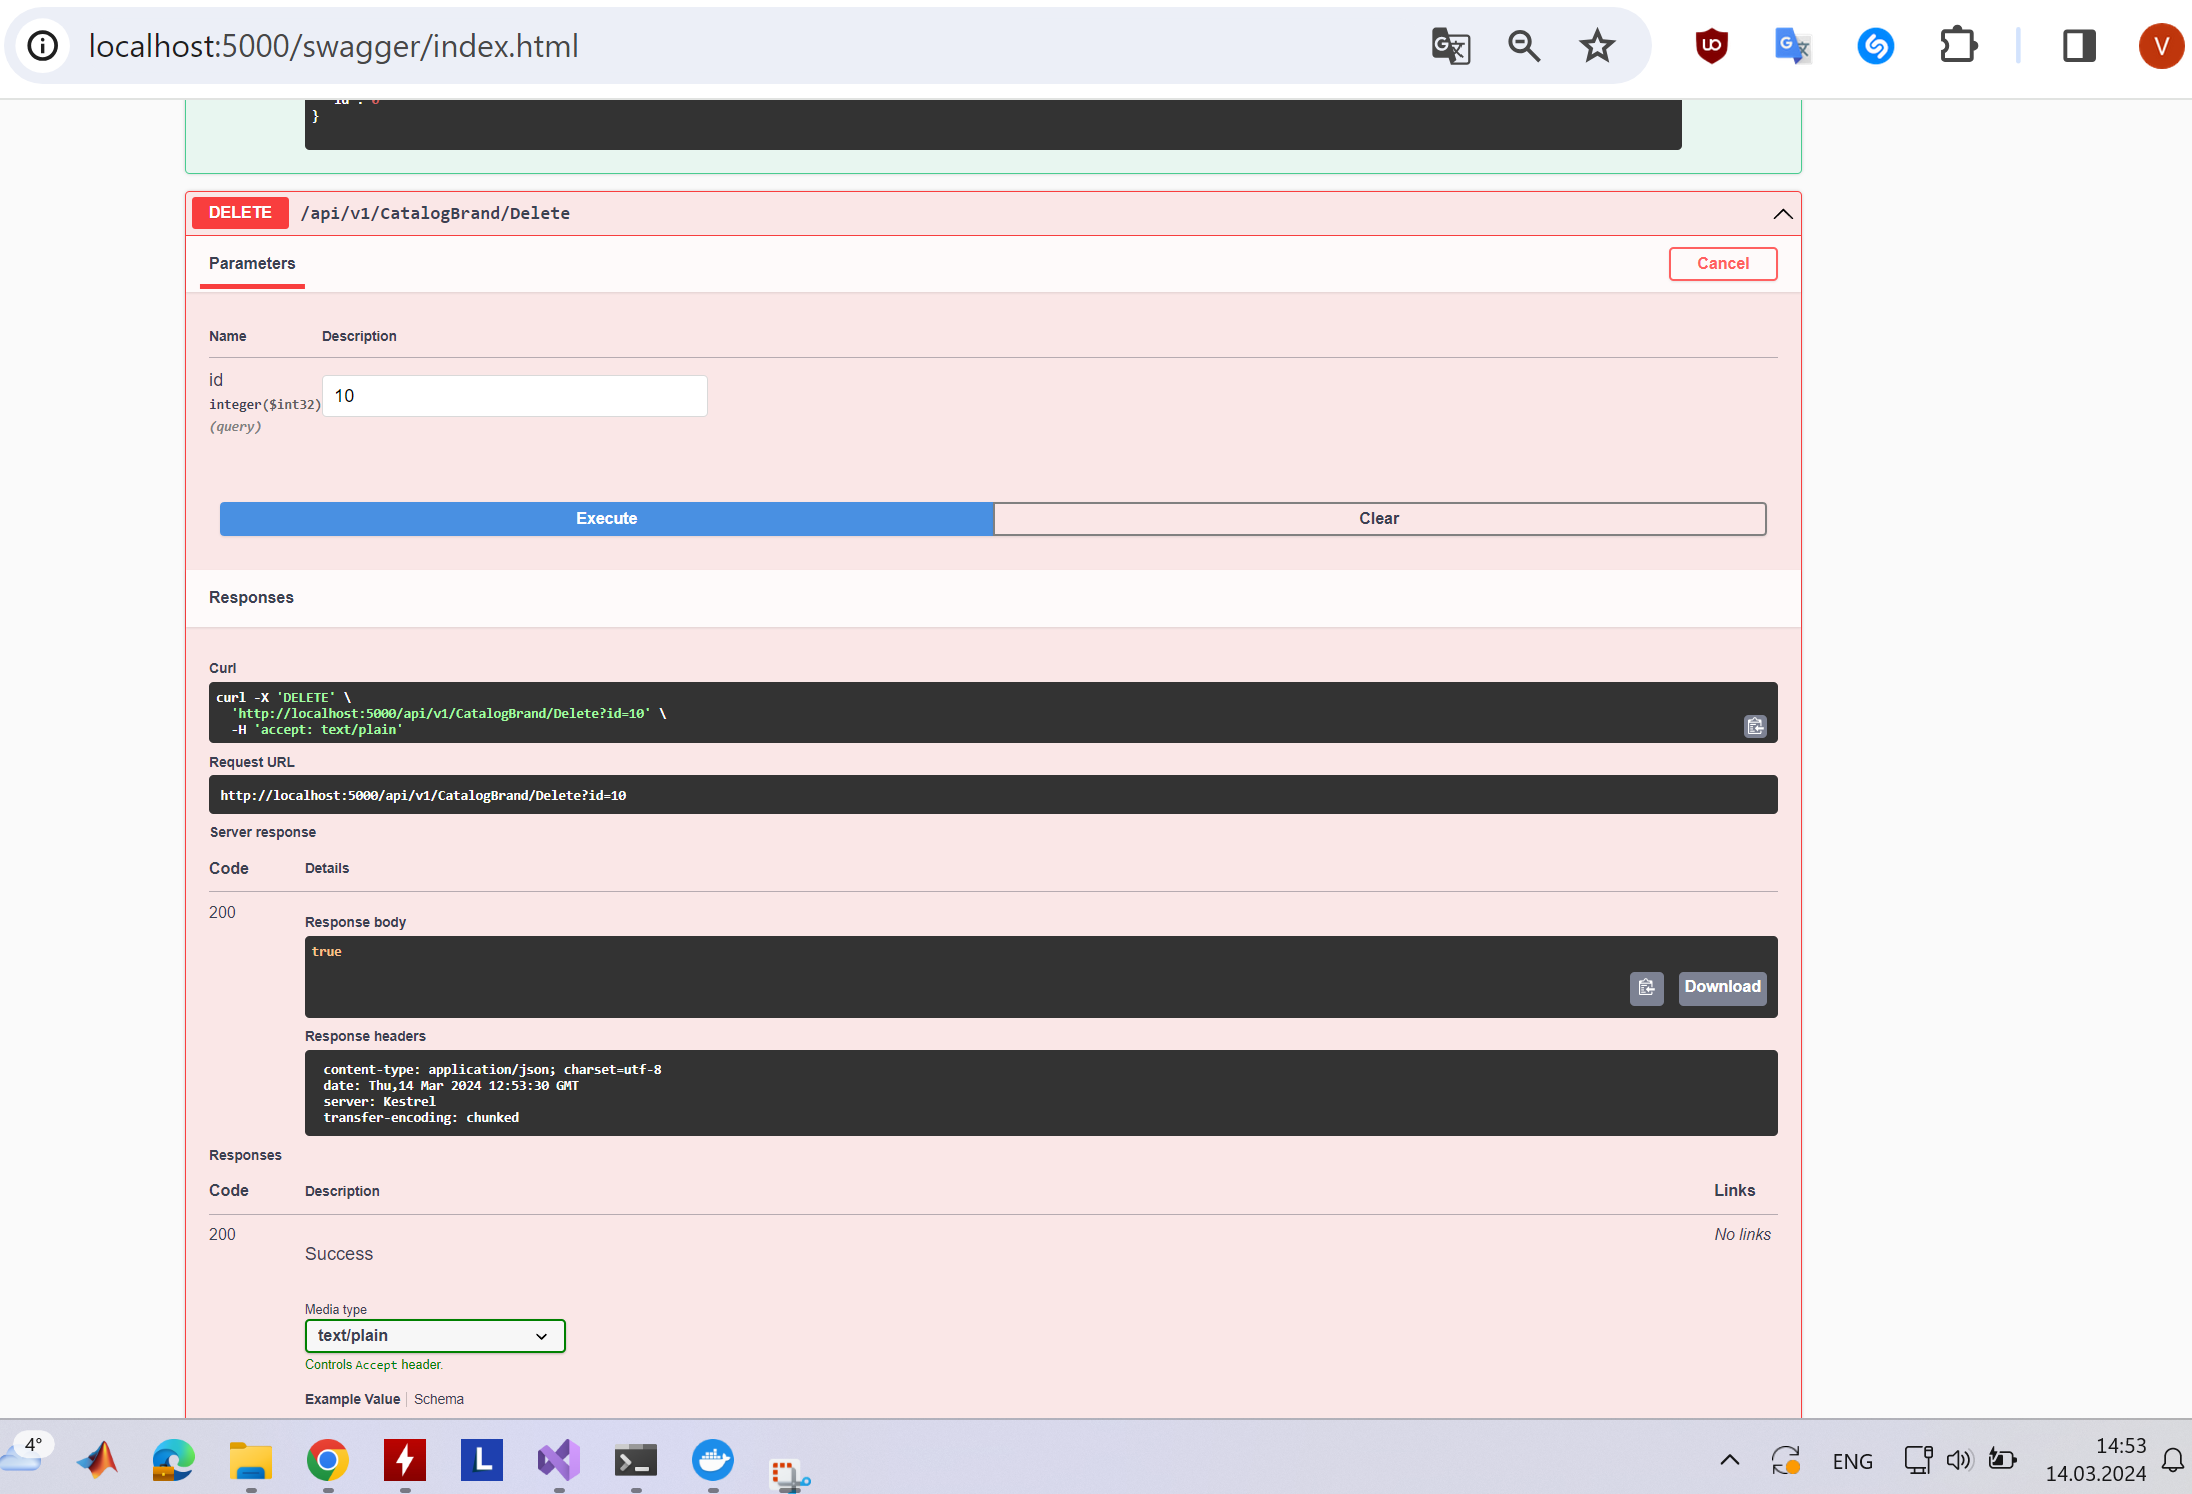 localhost:5000/swagger/index.html
}
DELETE /api/v1/CatalogBrand/Delete
Parameters
Cancel
Name Description
id
integer($int32)
(query)
10
Execute
Clear
Responses
Curl
curl -X 'DELETE' \
'http://localhost:5000/api/v1/CatalogBrand/Delete?id=10' \
-H 'accept: text/plain'
Request URL
http://localhost:5000/api/v1/CatalogBrand/Delete?id=10
Server response
Code Details
200
Response body
true
Download
Response headers
content-type: application/json; charset=utf-8
date: Thu,14 Mar 2024 12:53:30 GMT
server: Kestrel
transfer-encoding: chunked
Responses
Code Description Links
200
Success
No links
Media type
text/plain
Controls Accept header.
Example Value Schema
4°
L
ENG
14:53
14.03.2024
V